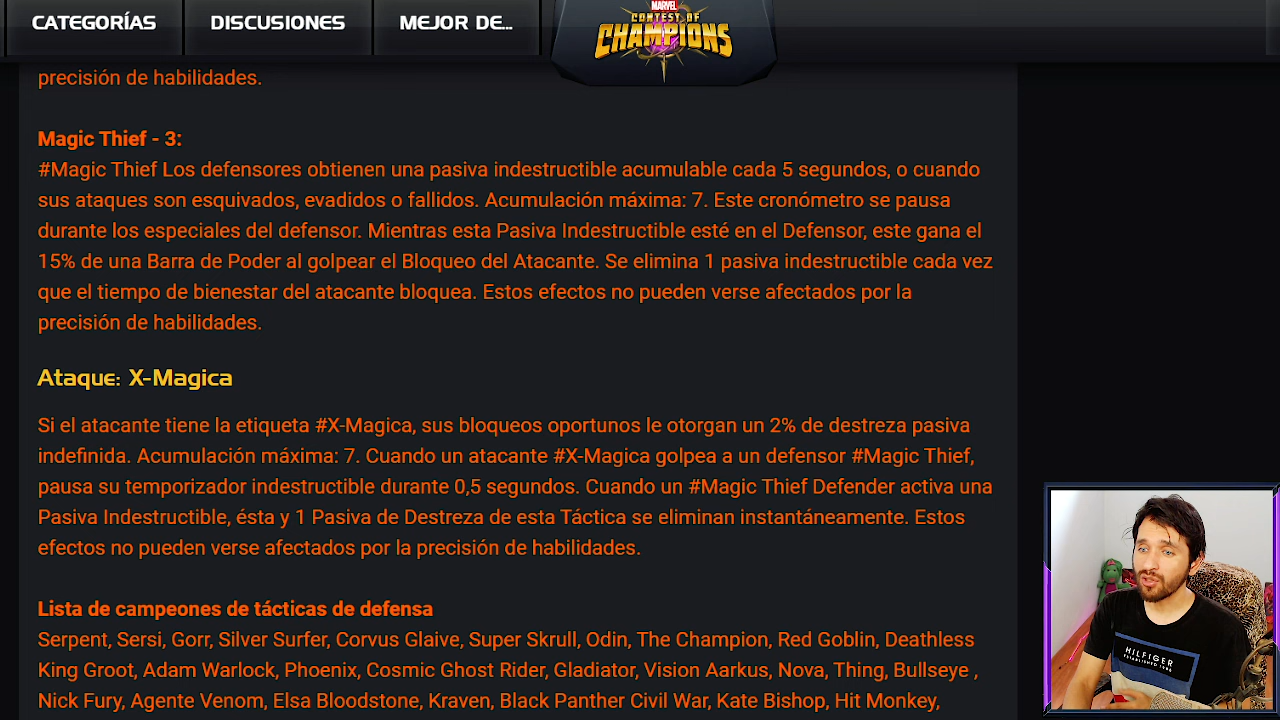 CATEGORÍAS
DISCUSIONES
MEJOR DE...
MARVEL
CONTEST OF
CHAMPIONS
precisión de habilidades.
Magic Thief - 3:
#Magic Thief Los defensores obtienen una pasiva indestructible acumulable cada 5 segundos, o cuando
sus ataques son esquivados, evadidos o fallidos. Acumulación máxima: 7. Este cronómetro se pausa
durante los especiales del defensor. Mientras esta Pasiva Indestructible esté en el Defensor, este gana el
15% de una Barra de Poder al golpear el Bloqueo del Atacante. Se elimina 1 pasiva indestructible cada vez
que el tiempo de bienestar del atacante bloquea. Estos efectos no pueden verse afectados por la
precisión de habilidades.
Ataque: X-Magica
Si el atacante tiene la etiqueta #X-Magica, sus bloqueos oportunos le otorgan un 2% de destreza pasiva
indefinida. Acumulación máxima: 7. Cuando un atacante #X-Magica golpea a un defensor #Magic Thief,
pausa su temporizador indestructible durante 0,5 segundos. Cuando un #Magic Thief Defender activa una
Pasiva Indestructible, ésta y 1 Pasiva de Destreza de esta Táctica se eliminan instantáneamente. Estos
efectos no pueden verse afectados por la precisión de habilidades.
Lista de campeones de tácticas de defensa
Serpent, Sersi, Gorr, Silver Surfer, Corvus Glaive, Super Skrull, Odin, The Champion, Red Goblin, Deathless
King Groot, Adam Warlock, Phoenix, Cosmic Ghost Rider, Gladiator, Vision Aarkus, Nova, Thing, Bullseye ,
Nick Fury, Agente Venom, Elsa Bloodstone, Kraven, Black Panther Civil War, Kate Bishop, Hit Monkey,
HILFIGER